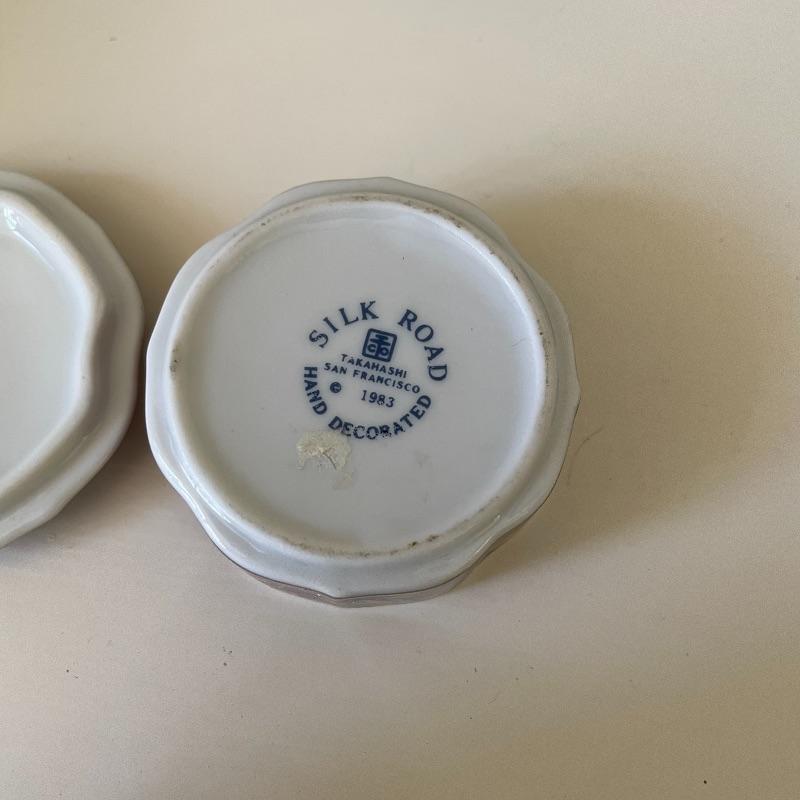 SILK ROAD
TAKAHASHI
SAN FRANCISCO
© 1983
HAND DECORATED